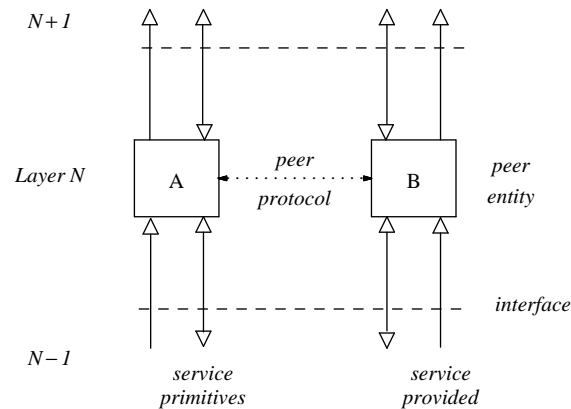 N+1
Layer N
A
peer
protocol
B
peer
entity
interface
N−1
service
primitives
service
provided